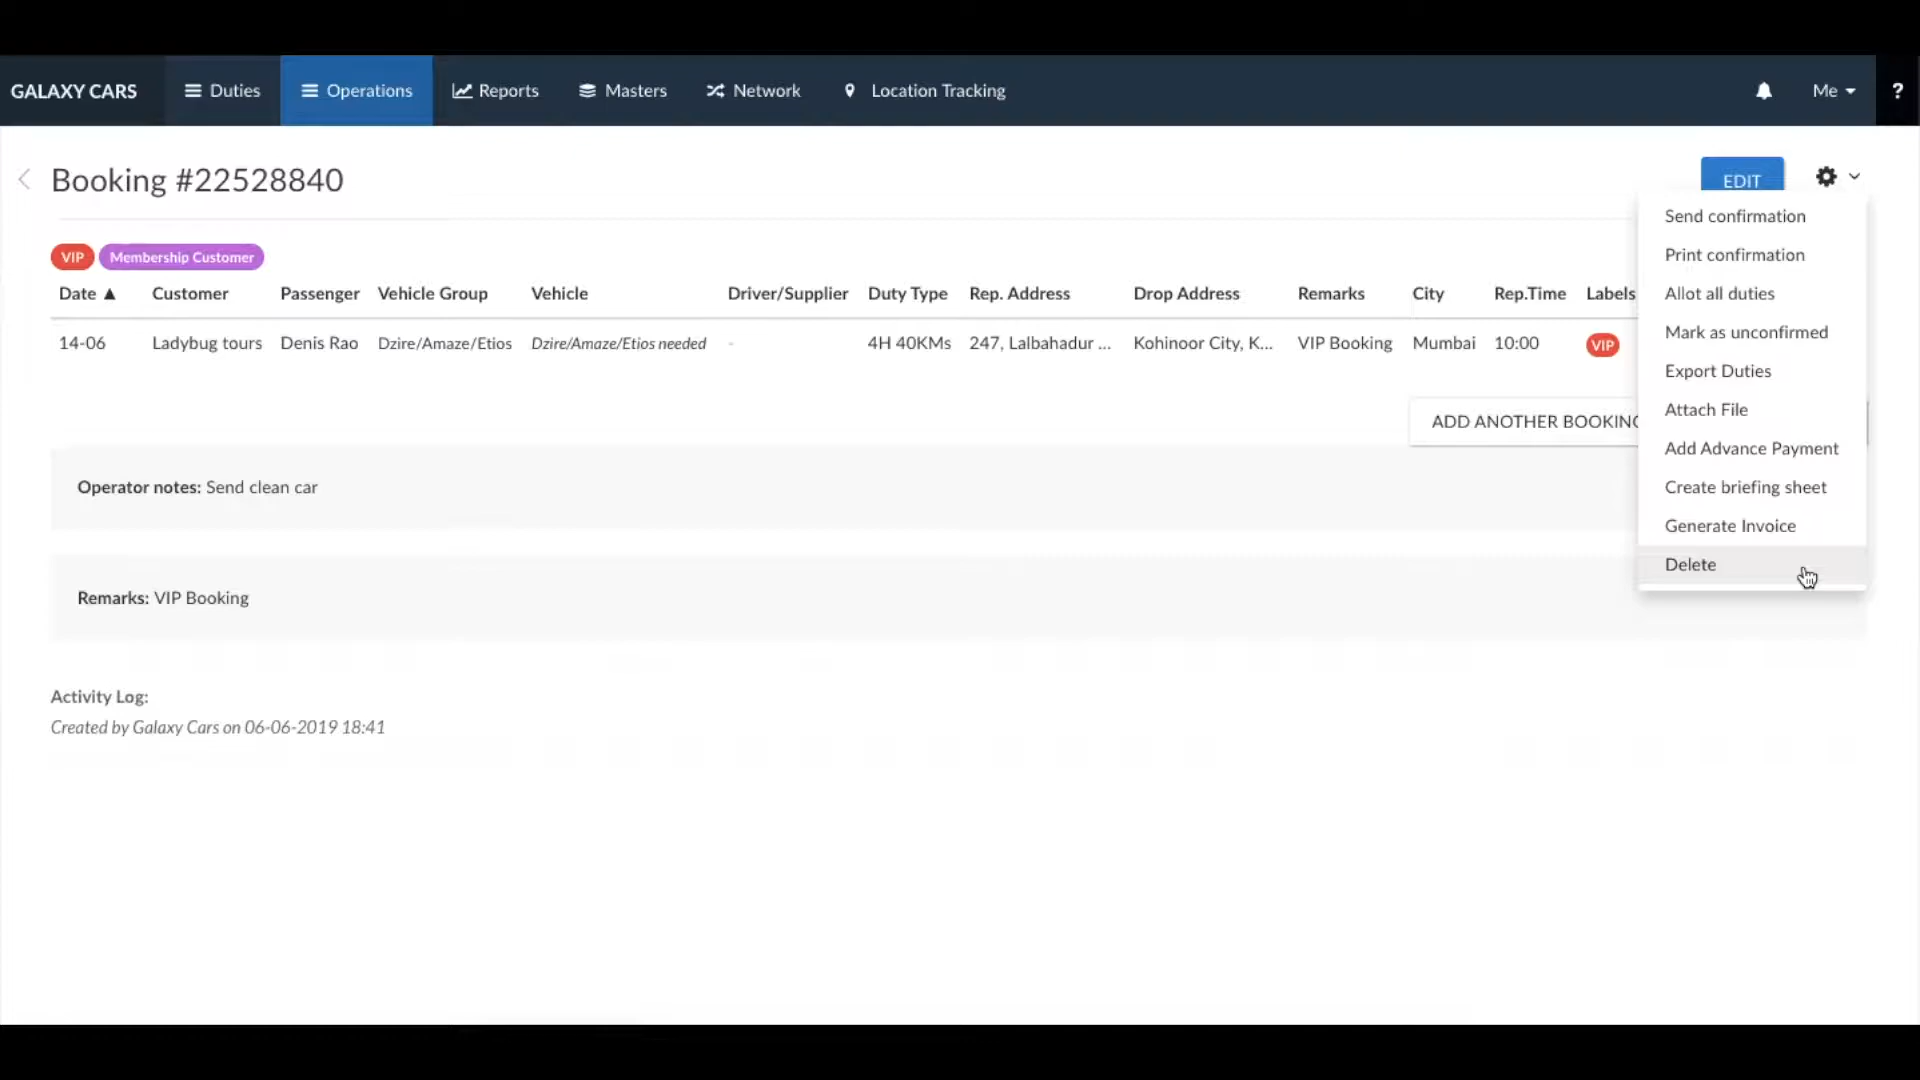 GALAXY CARS Duties Operations Reports Masters Network Location Tracking Me ?
Booking #22528840 EDIT
Send confirmation
Print confirmation
Allot all duties
Mark as unconfirmed
Export Duties
Attach File
Add Advance Payment
Create briefing sheet
Generate Invoice
Delete
VIP Membership Customer
Date ▲ Customer Passenger Vehicle Group Vehicle Driver/Supplier Duty Type Rep. Address Drop Address Remarks City Rep.Time Labels
14-06 Ladybug tours Denis Rao Dzire/Amaze/Etios Dzire/Amaze/Etios needed - 4H 40KMs 247, Lalbahadur ... Kohinoor City, K... VIP Booking Mumbai 10:00 VIP
ADD ANOTHER BOOKING
Operator notes: Send clean car
Remarks: VIP Booking
Activity Log:
Created by Galaxy Cars on 06-06-2019 18:41